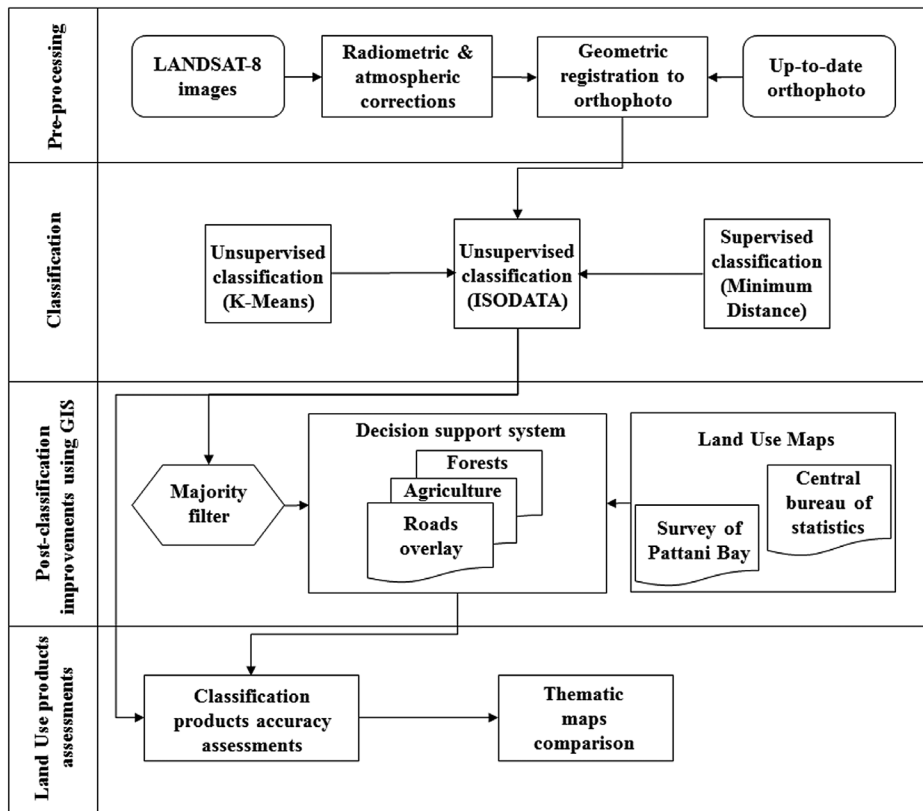 Pre-processing
LANDSAT-8
images
Radiometric &
atmospheric
corrections
Geometric
registration to
orthophoto
Up-to-date
orthophoto
Classification
Unsupervised
classification
(K-Means)
Unsupervised
classification
(ISODATA)
Supervised
classification
(Minimum
Distance)
Post-classification
improvements using GIS
Majority
filter
Decision support system
Forests
Agriculture
Roads
overlay
Land Use Maps
Survey of
Pattani Bay
Central
bureau of
statistics
Land Use products
assessments
Classification
products accuracy
assessments
Thematic
maps
comparison